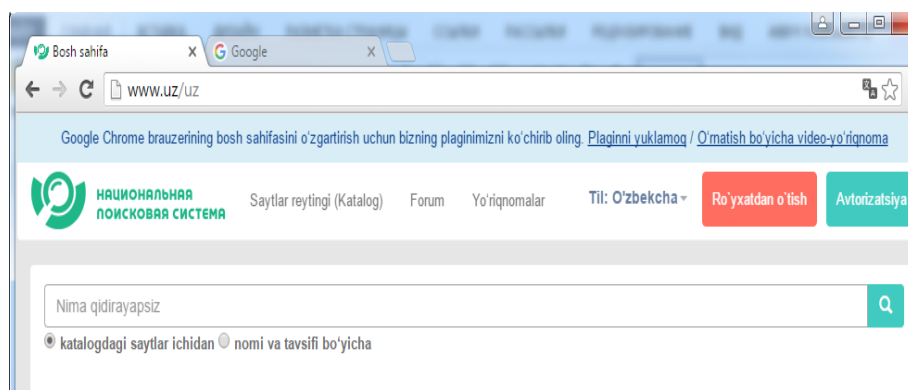 Bosh sahifa
Google
www.uz/uz
Google Chrome brauzerining bosh sahifasini o'zgartirish uchun bizning plaginimizni ko'chirib oling. Plaginni yuklamoq / O'rnatish bo'yicha video-yo'riqnoma
НАЦИОНАЛЬНАЯ
ПОИСКОВАЯ СИСТЕМА
Saytlar reytingi (Katalog) Forum Yo'riqnomalar Til: O'zbekcha Ro`yxatdan o`tish Avtorizatsiya
Nima qidirayapsiz
katalogdagi saytlar ichidan nomi va tavsifi bo'yicha